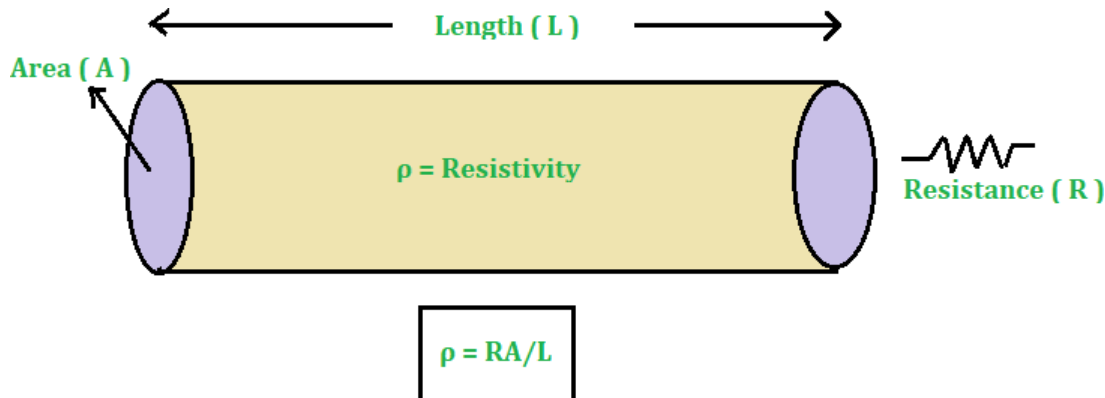 Length ( L )
Area ( A )
ρ = Resistivity
Resistance ( R )
ρ = RA/L